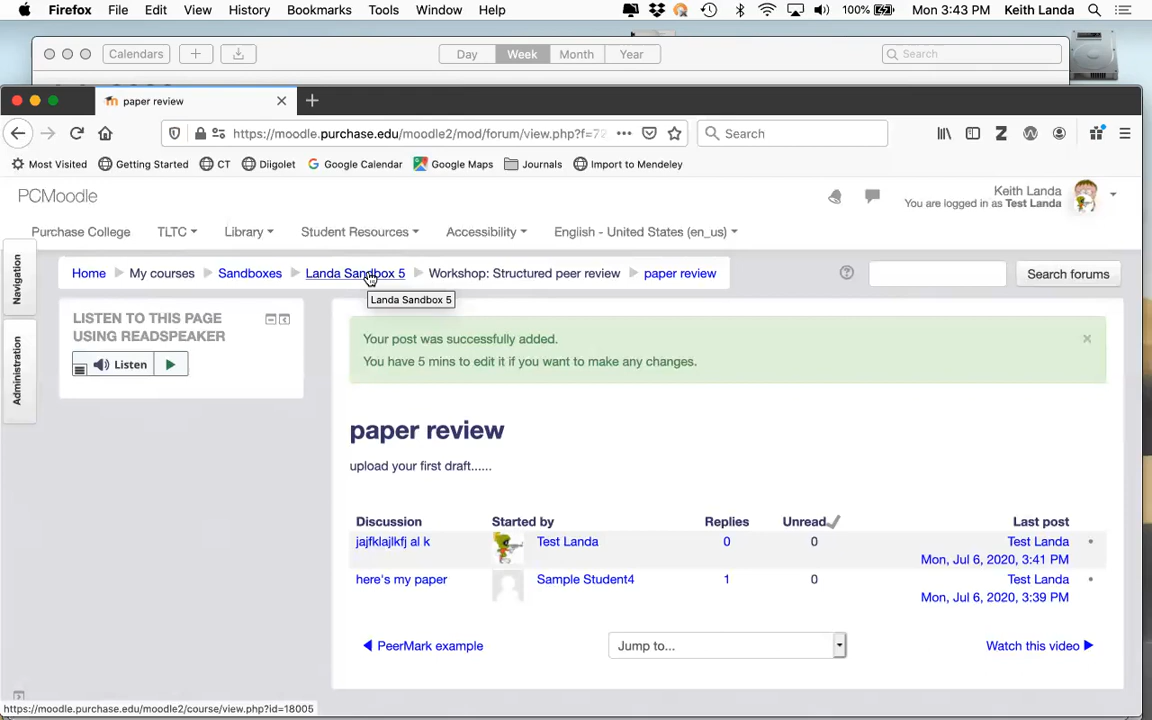 Firefox File Edit View History Bookmarks Tools Window Help 100% Mon 3:43 PM Keith Landa
Calendars + Day Week Month Year Search
paper review
https://moodle.purchase.edu/moodle2/mod/forum/view.php?f=72 Search
Most Visited Getting Started CT Diigolet Google Calendar Google Maps Journals Import to Mendeley
PCMoodle
Keith Landa
You are logged in as Test Landa
Purchase College TLTC Library Student Resources Accessibility English - United States (en_us)
Navigation
Administration
Home My courses Sandboxes Landa Sandbox 5 Workshop: Structured peer review paper review Search forums
Landa Sandbox 5
LISTEN TO THIS PAGE
USING READSPEAKER
Listen
Your post was successfully added.
You have 5 mins to edit it if you want to make any changes.
paper review
upload your first draft......
Discussion Started by Replies Unread Last post
jajfklajlkfj al k Test Landa 0 0 Test Landa
Mon, Jul 6, 2020, 3:41 PM
here's my paper Sample Student4 1 0 Test Landa
Mon, Jul 6, 2020, 3:39 PM
PeerMark example Jump to... Watch this video
https://moodle.purchase.edu/moodle2/course/view.php?id=18005